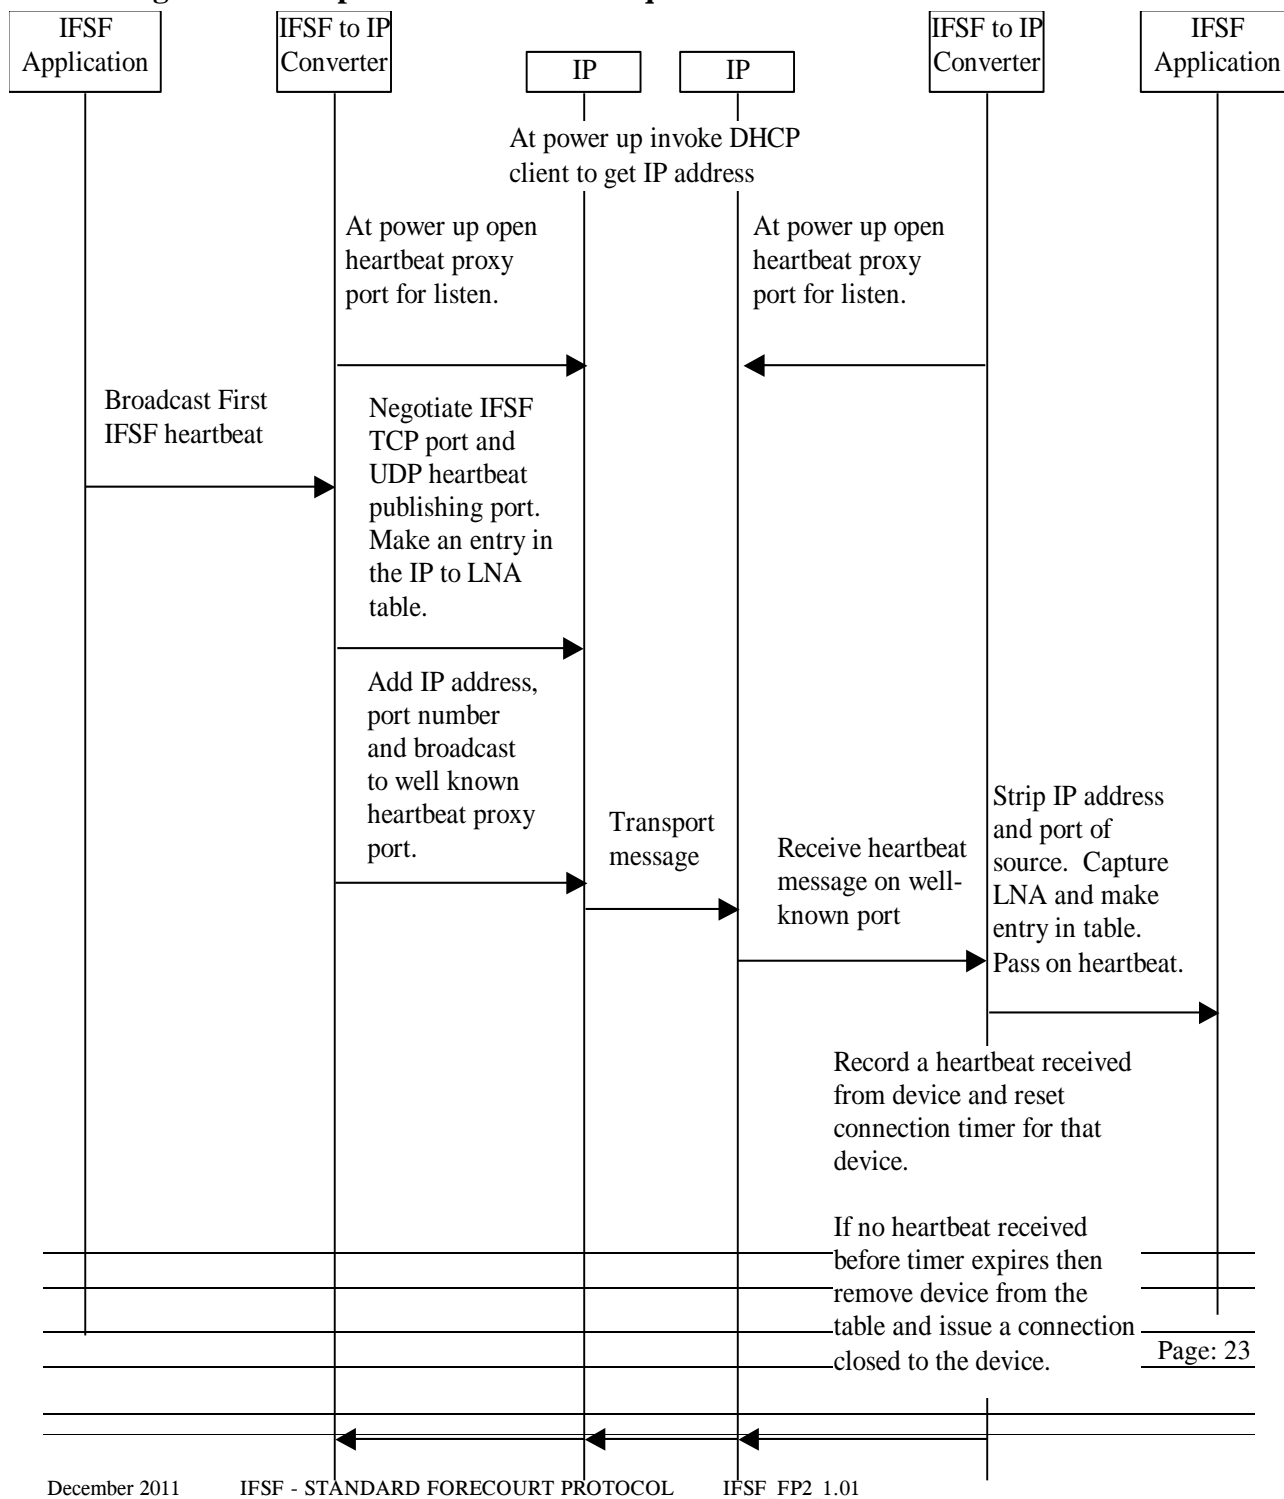 IFSF
Application
IFSF to IP
Converter
IP
IP
IFSF to IP
Converter
IFSF
Application
At power up invoke DHCP
client to get IP address
At power up open
heartbeat proxy
port for listen.
At power up open
heartbeat proxy
port for listen.
Broadcast First
IFSF heartbeat
Negotiate IFSF
TCP port and
UDP heartbeat
publishing port.
Make an entry in
the IP to LNA
table.
Add IP address,
port number
and broadcast
to well known
heartbeat proxy
port.
Transport
message
Receive heartbeat
message on well-
known port
Strip IP address
and port of
source.  Capture
LNA and make
entry in table.
Pass on heartbeat.
Record a heartbeat received
from device and reset
connection timer for that
device.
If no heartbeat received
before timer expires then
remove device from the
table and issue a connection
closed to the device.
Page: 23
December 2011 IFSF - STANDARD FORECOURT PROTOCOL IFSF_FP2_1.01